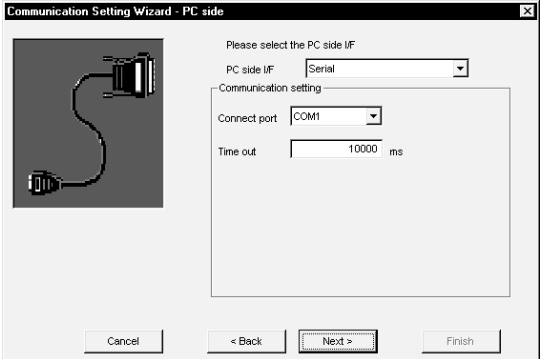 Communication Setting Wizard - PC side
Please select the PC side I/F
PC side I/F Serial
Communication setting
Connect port COM1
Time out 10000 ms
Cancel < Back Next > Finish